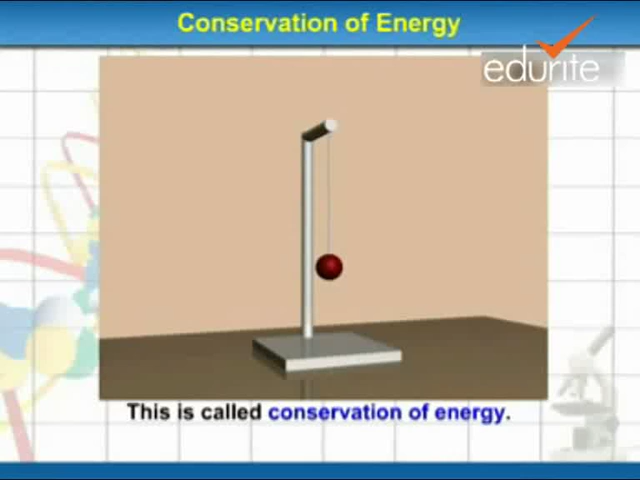 Conservation of Energy
edurite
This is called conservation of energy.